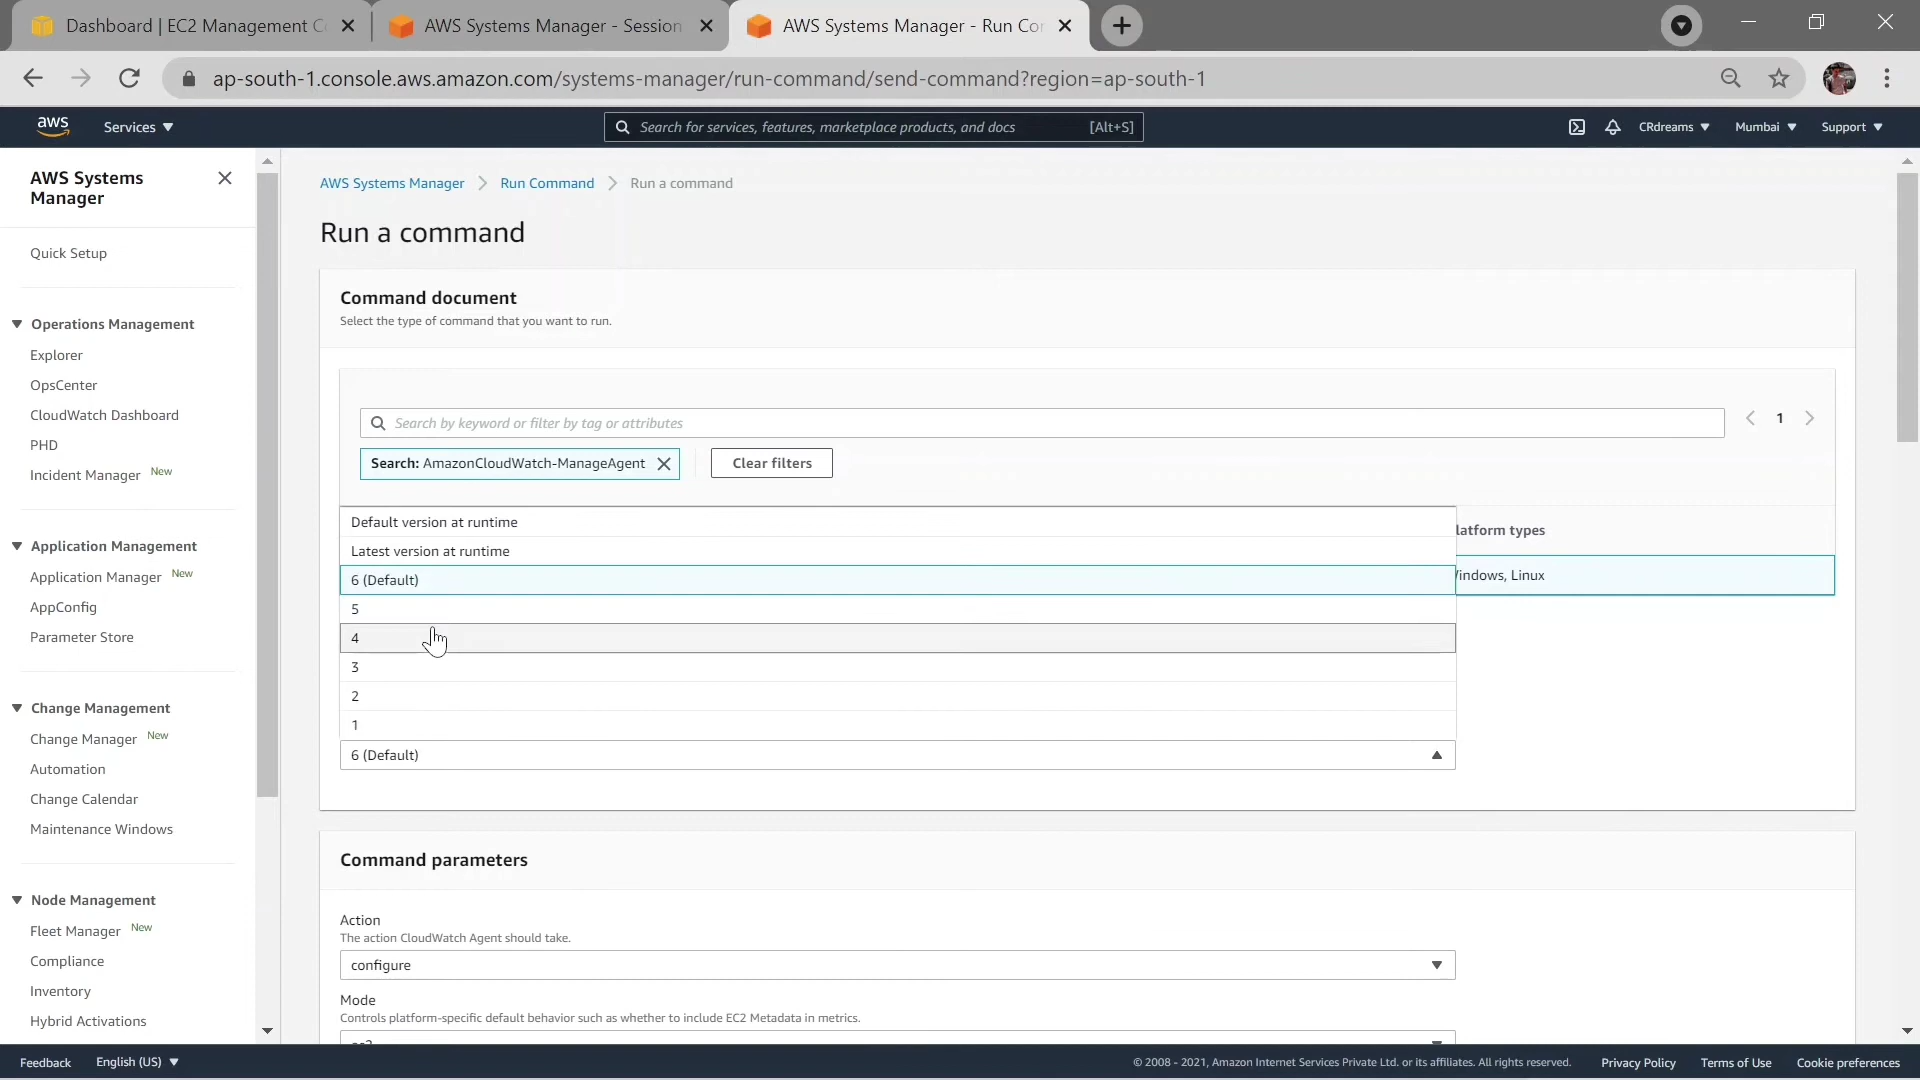 Dashboard | EC2 Management C
AWS Systems Manager - Session
AWS Systems Manager - Run Co
ap-south-1.console.aws.amazon.com/systems-manager/run-command/send-command?region=ap-south-1
aws
Services
Search for services, features, marketplace products, and docs
[Alt+S]
CRdreams
Mumbai
Support
AWS Systems
Manager
Quick Setup
Operations Management
Explorer
OpsCenter
CloudWatch Dashboard
PHD
Incident Manager New
Application Management
Application Manager New
AppConfig
Parameter Store
Change Management
Change Manager New
Automation
Change Calendar
Maintenance Windows
Node Management
Fleet Manager New
Compliance
Inventory
Hybrid Activations
AWS Systems Manager
Run Command
Run a command
Run a command
Command document
Select the type of command that you want to run.
Search by keyword or filter by tag or attributes
1
Search: AmazonCloudWatch-ManageAgent
Clear filters
Default version at runtime
latform types
Latest version at runtime
6 (Default)
indows, Linux
5
4
3
2
1
6 (Default)
Command parameters
Action
The action CloudWatch Agent should take.
configure
Mode
Controls platform-specific default behavior such as whether to include EC2 Metadata in metrics.
Feedback
English (US)
© 2008 - 2021, Amazon Internet Services Private Ltd. or its affiliates. All rights reserved.
Privacy Policy
Terms of Use
Cookie preferences